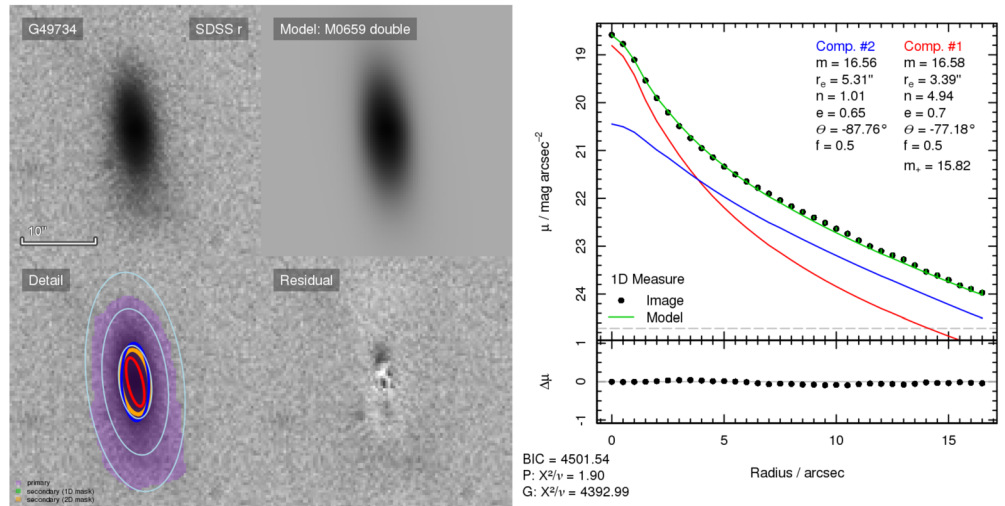 G49734
SDSS r
Model: M0659 double
10"
Detail
Residual
primary
secondary (1D mask)
secondary (2D mask)
μ / mag arcsec⁻²
19
20
21
22
23
24
Comp. #2
m = 16.56
rₑ = 5.31"
n = 1.01
e = 0.65
Θ = -87.76°
f = 0.5
Comp. #1
m = 16.58
rₑ = 3.39"
n = 4.94
e = 0.7
Θ = -77.18°
f = 0.5
m₊ = 15.82
1D Measure
Image
Model
Δμ
1
0
-1
0
5
10
15
Radius / arcsec
BIC = 4501.54
P: X²/ν = 1.90
G: X²/ν = 4392.99